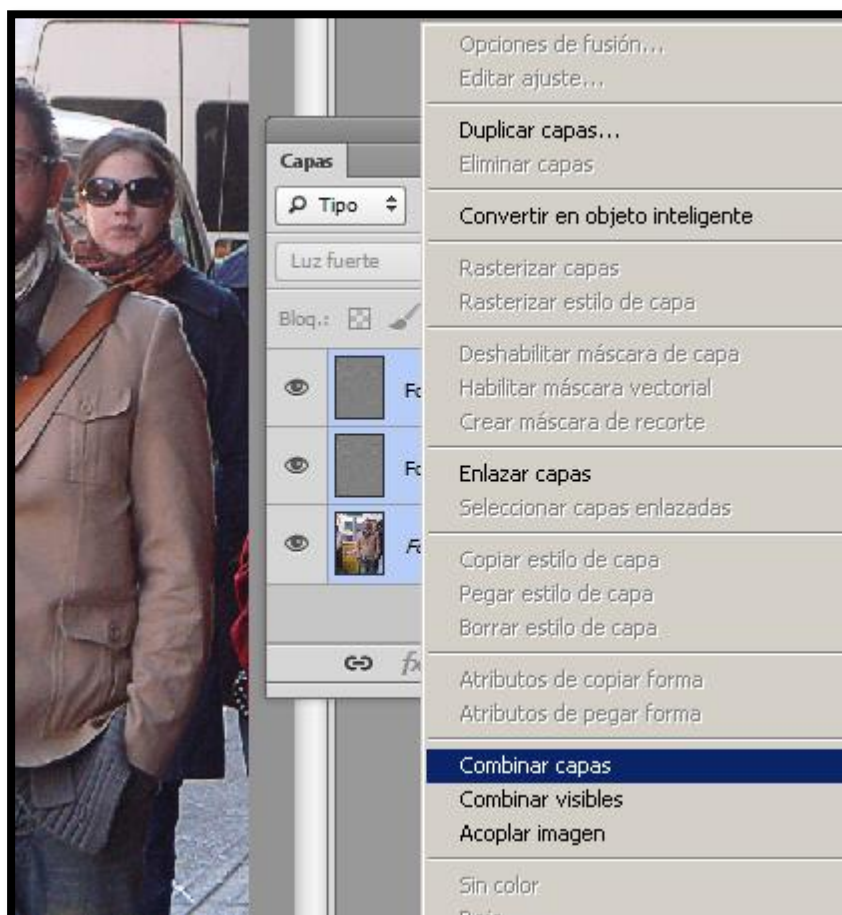 Capas
Tipo
Luz fuerte
Bloq.:
Opciones de fusión...
Editar ajuste...
Duplicar capas...
Eliminar capas
Convertir en objeto inteligente
Rasterizar capas
Rasterizar estilo de capa
Deshabilitar máscara de capa
Habilitar máscara vectorial
Crear máscara de recorte
Enlazar capas
Seleccionar capas enlazadas
Copiar estilo de capa
Pegar estilo de capa
Borrar estilo de capa
Atributos de copiar forma
Atributos de pegar forma
Combinar capas
Combinar visibles
Acoplar imagen
Sin color